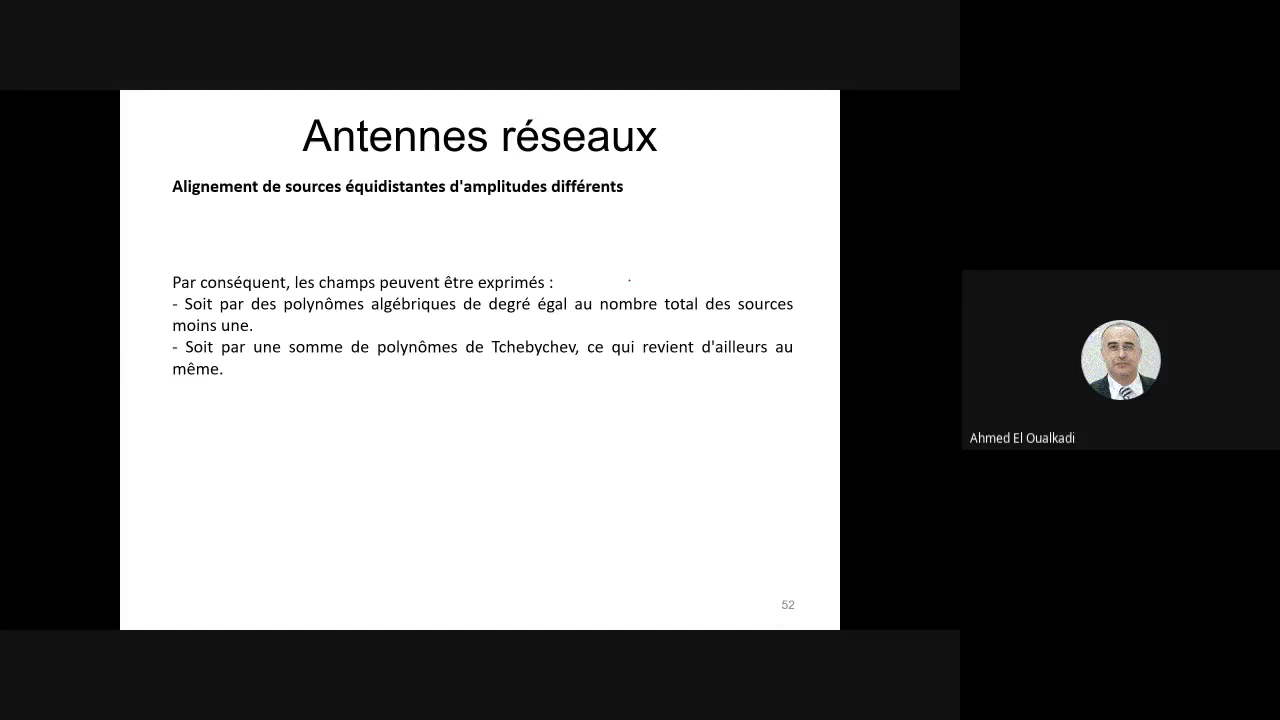 Antennes réseaux
Alignement de sources équidistantes d'amplitudes différents
Par conséquent, les champs peuvent être exprimés :
- Soit par des polynômes algébriques de degré égal au nombre total des sources
moins une.
- Soit par une somme de polynômes de Tchebychev, ce qui revient d'ailleurs au
même.
52
Ahmed El Oualkadi